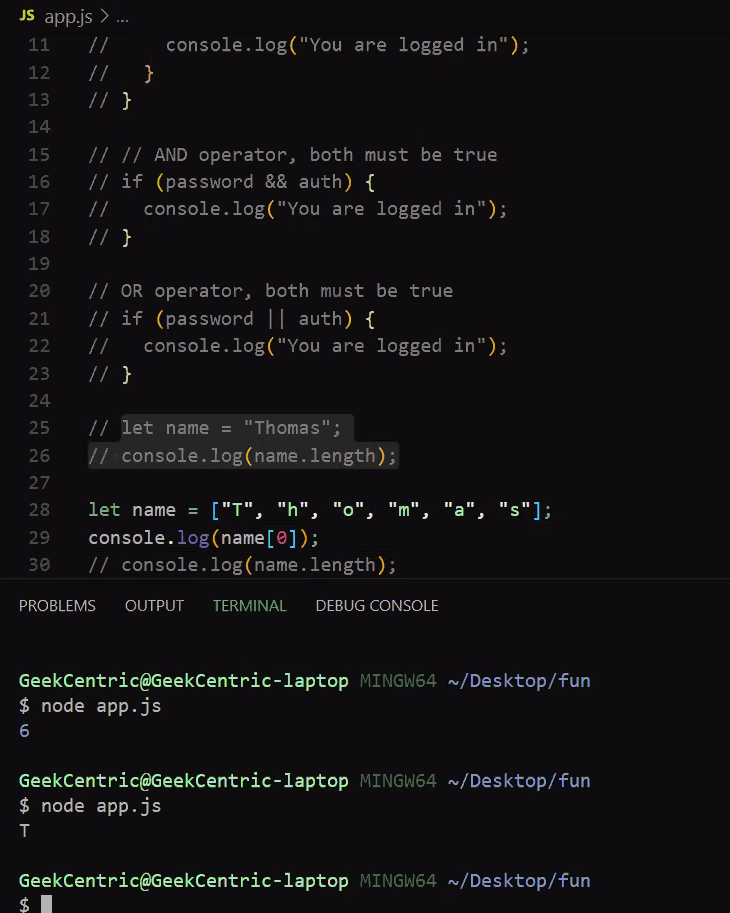 JS app.js > ...
11 //     console.log("You are logged in");
12 //   }
13 // }
14
15 // // AND operator, both must be true
16 // if (password && auth) {
17 //   console.log("You are logged in");
18 // }
19
20 // OR operator, both must be true
21 // if (password || auth) {
22 //   console.log("You are logged in");
23 // }
24
25 // let name = "Thomas";
26 // console.log(name.length);
27
28 let name = ["T", "h", "o", "m", "a", "s"];
29 console.log(name[0]);
30 // console.log(name.length);
PROBLEMS OUTPUT TERMINAL DEBUG CONSOLE
GeekCentric@GeekCentric-laptop MINGW64 ~/Desktop/fun
$ node app.js
6
GeekCentric@GeekCentric-laptop MINGW64 ~/Desktop/fun
$ node app.js
T
GeekCentric@GeekCentric-laptop MINGW64 ~/Desktop/fun
$